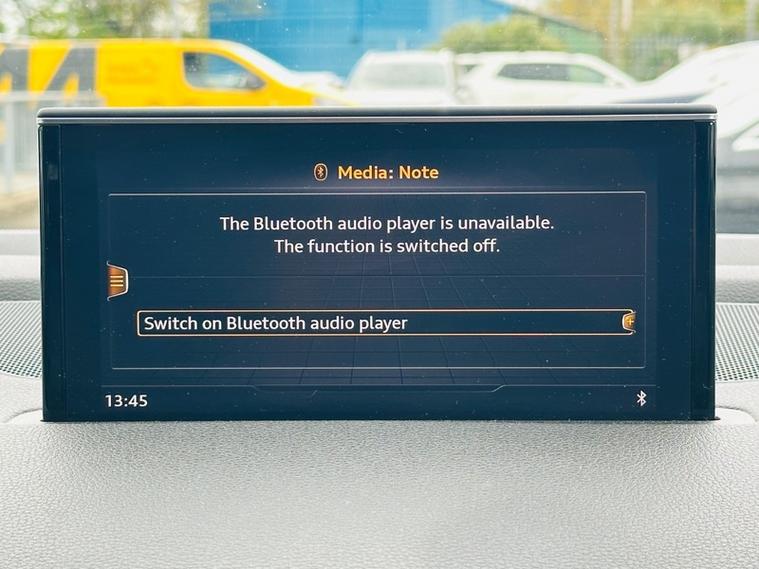 Media: Note
The Bluetooth audio player is unavailable.
The function is switched off.
Switch on Bluetooth audio player
13:45